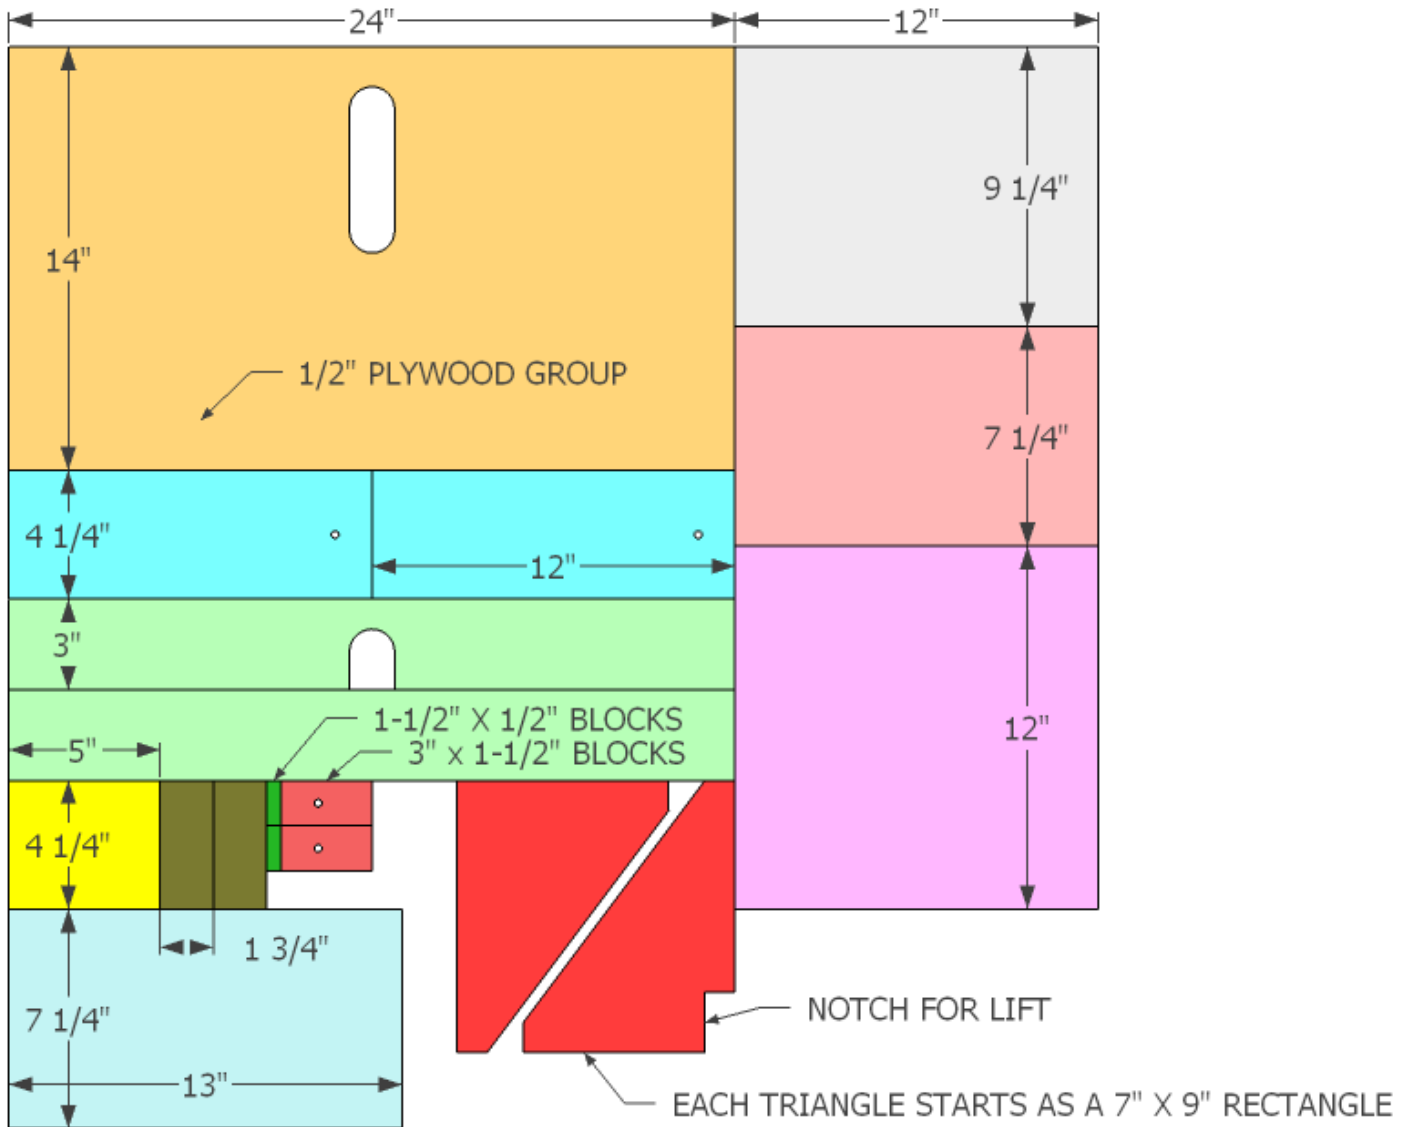 24"
12"
9 1/4"
14"
1/2" PLYWOOD GROUP
7 1/4"
4 1/4"
12"
3"
1-1/2" X 1/2" BLOCKS
12"
5"
3" x 1-1/2" BLOCKS
4 1/4"
1 3/4"
7 1/4"
NOTCH FOR LIFT
13"
EACH TRIANGLE STARTS AS A 7" X 9" RECTANGLE